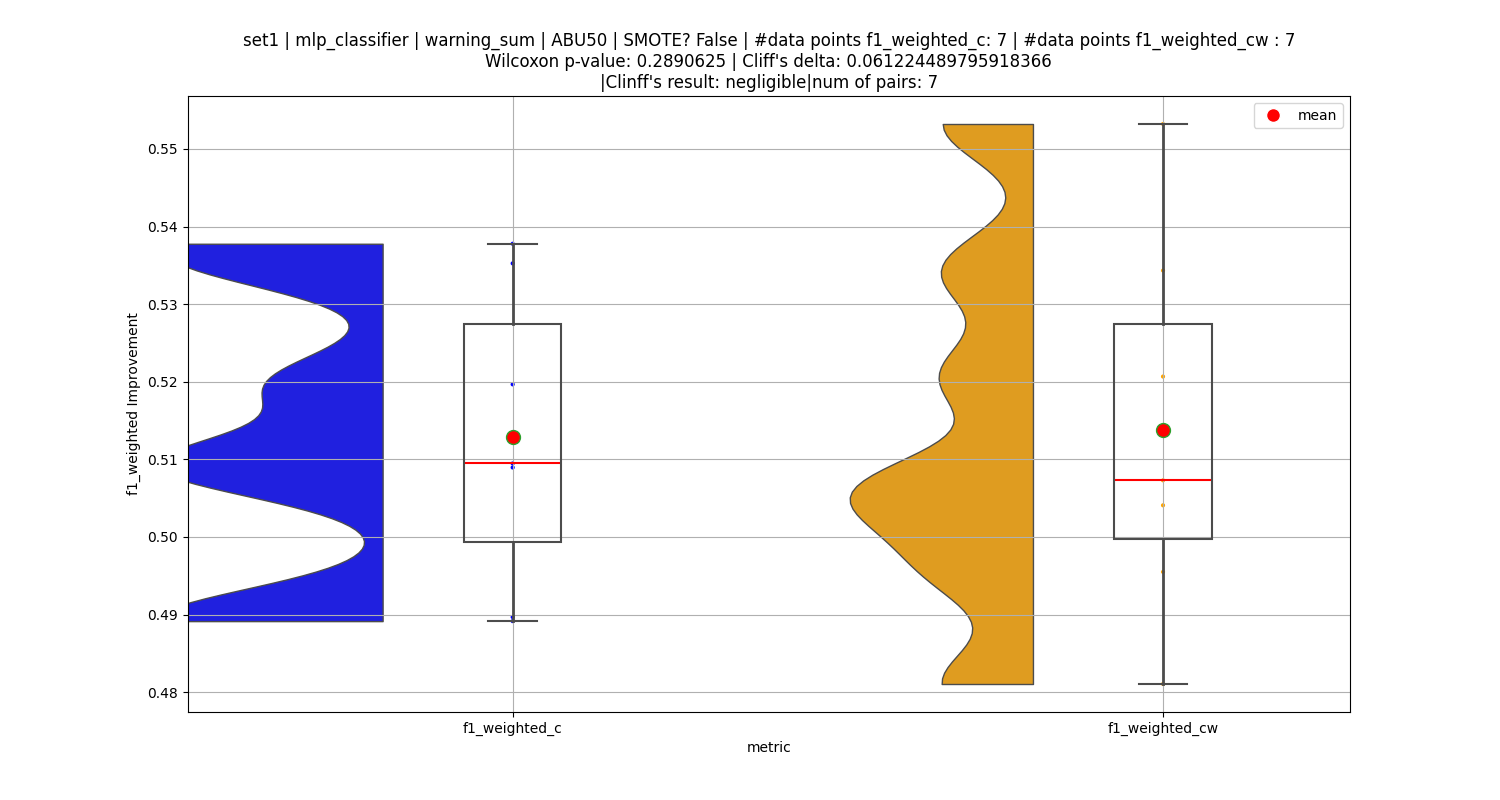 set1 | mlp_classifier | warning_sum | ABU50 | SMOTE? False | #data points f1_weighted_c: 7 | #data points f1_weighted_cw : 7
Wilcoxon p-value: 0.2890625 | Cliff's delta: 0.061224489795918366
|Clinff's result: negligible|num of pairs: 7
mean
0.55
0.54
0.53
0.52
0.51
0.50
0.49
0.48
f1_weighted Improvement
f1_weighted_c
f1_weighted_cw
metric